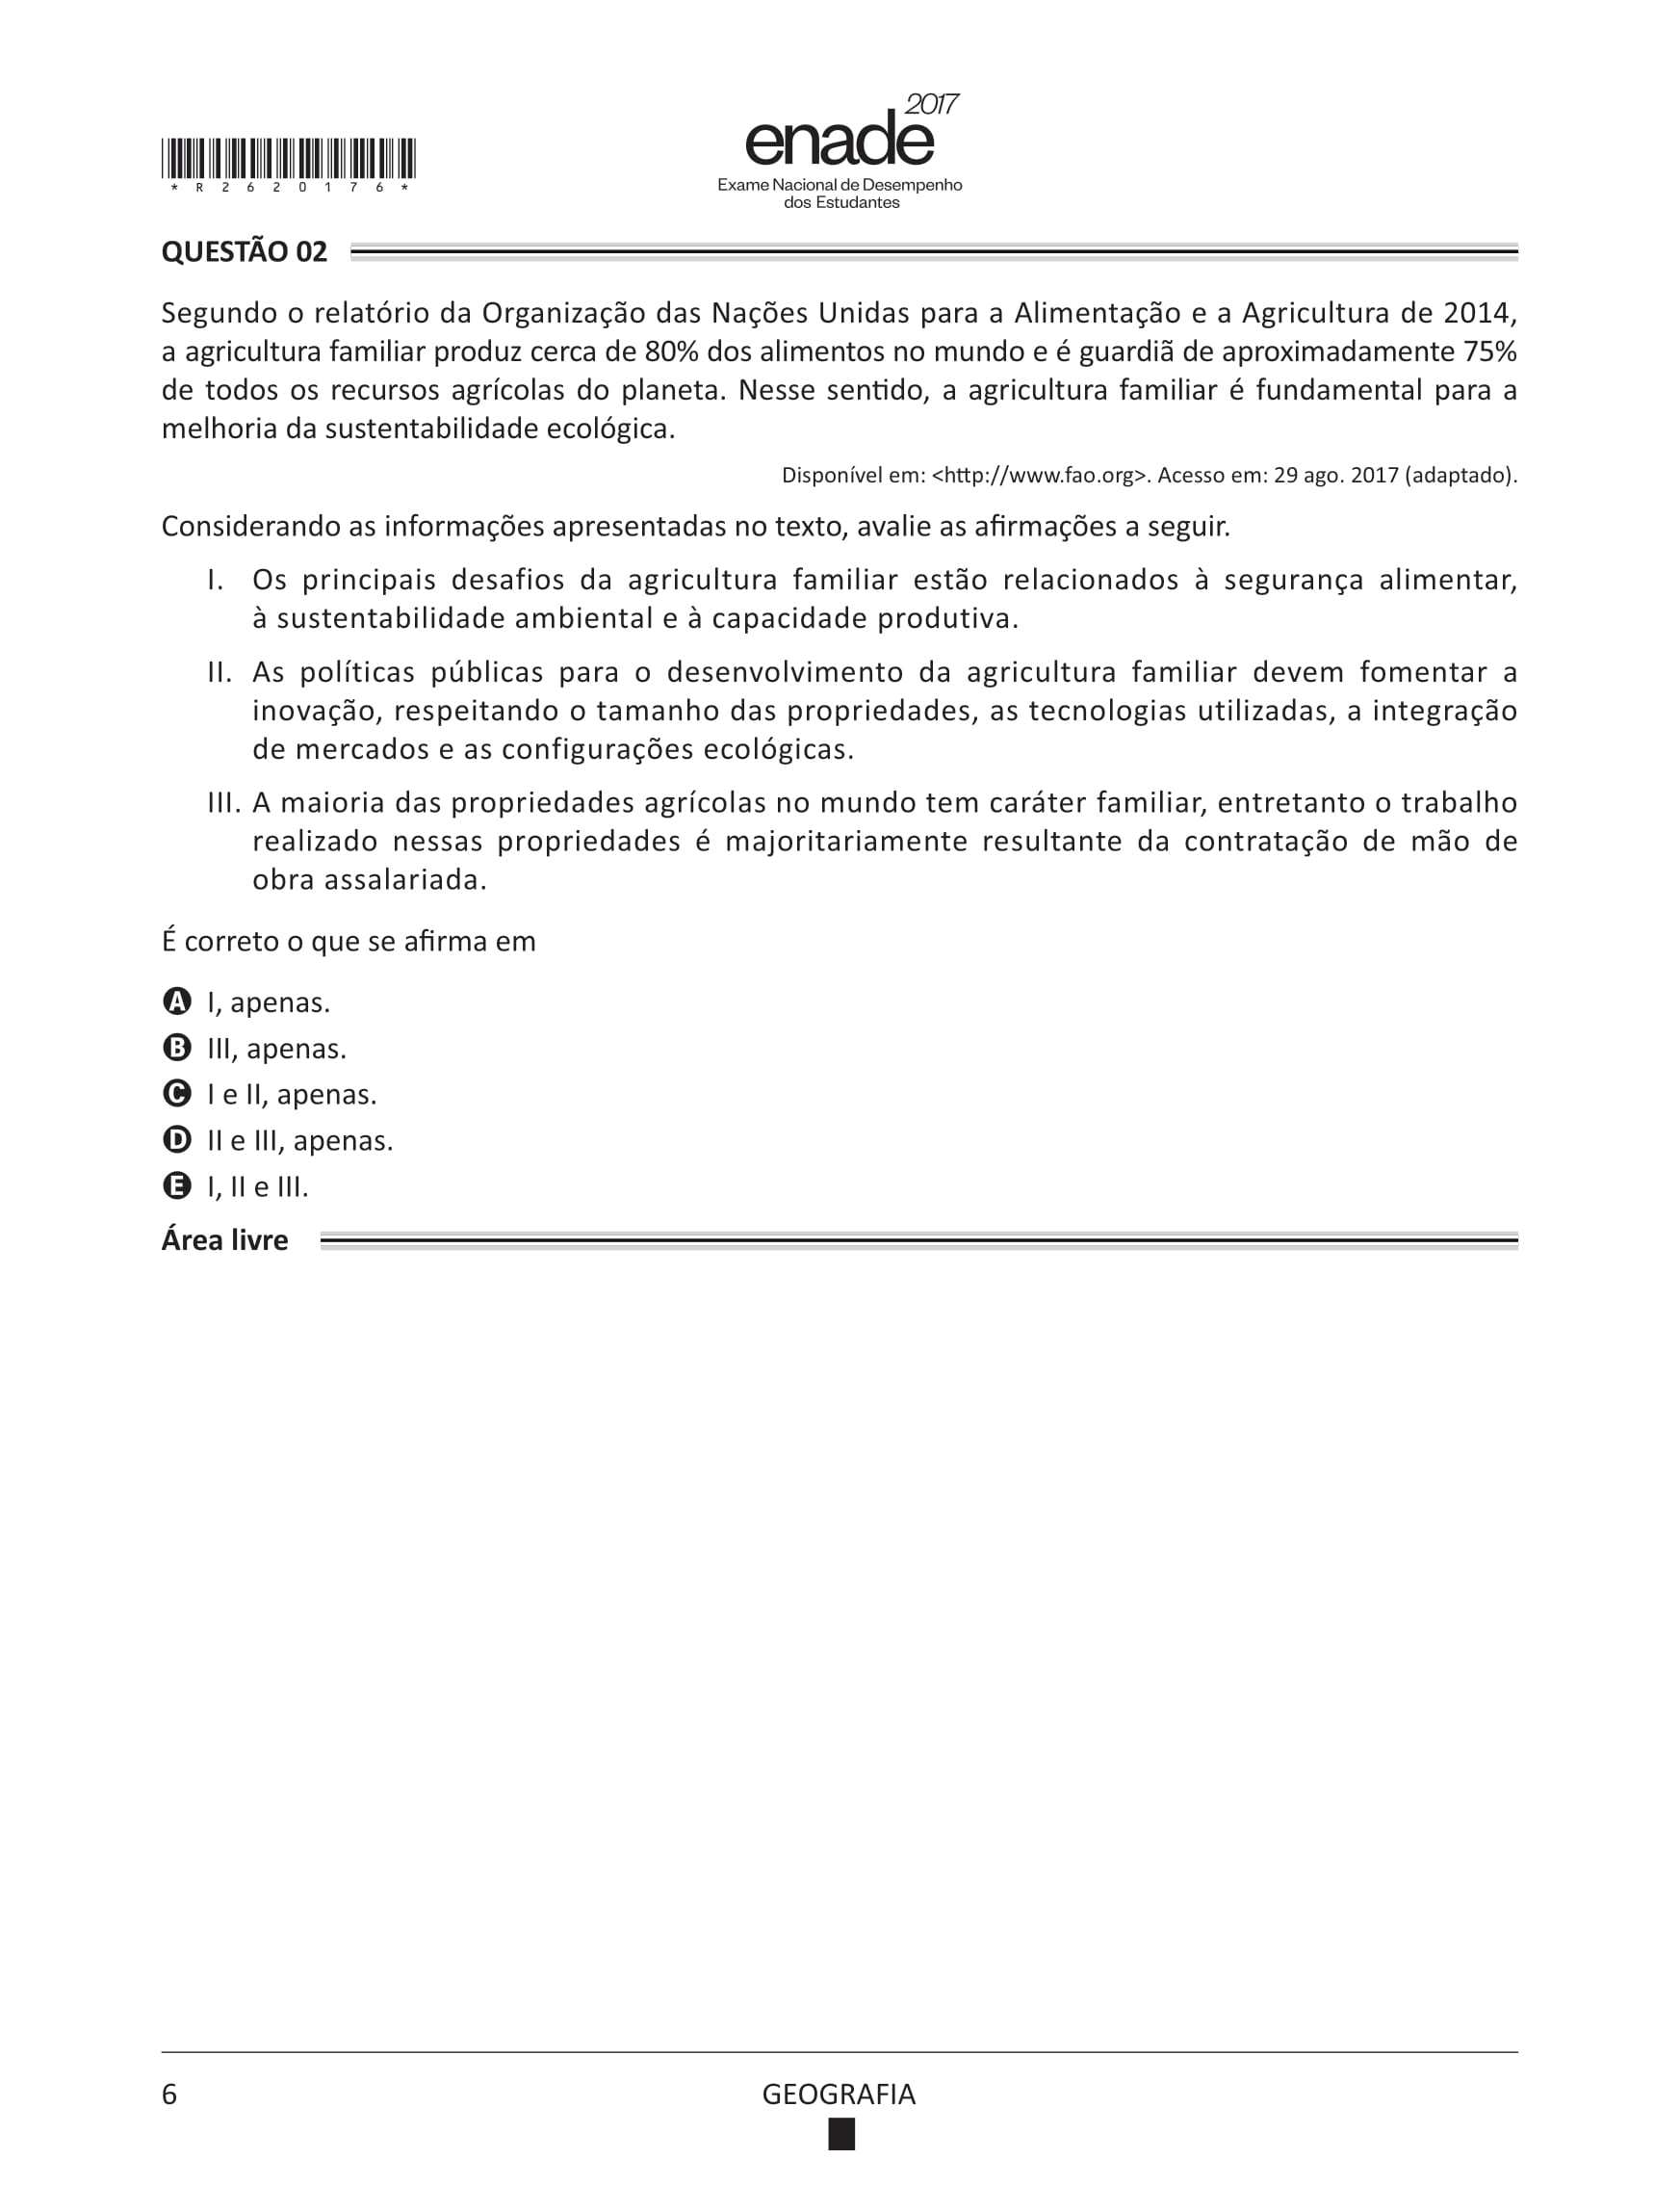 2017
enade
Exame Nacional de Desempenho
dos Estudantes
*R2620176*
QUESTÃO 02
Segundo o relatório da Organização das Nações Unidas para a Alimentação e a Agricultura de 2014,
a agricultura familiar produz cerca de 80% dos alimentos no mundo e é guardiã de aproximadamente 75%
de todos os recursos agrícolas do planeta. Nesse sentido, a agricultura familiar é fundamental para a
melhoria da sustentabilidade ecológica.
Disponível em: <http://www.fao.org>. Acesso em: 29 ago. 2017 (adaptado).
Considerando as informações apresentadas no texto, avalie as afirmações a seguir.
I. Os principais desafios da agricultura familiar estão relacionados à segurança alimentar,
à sustentabilidade ambiental e à capacidade produtiva.
II. As políticas públicas para o desenvolvimento da agricultura familiar devem fomentar a
inovação, respeitando o tamanho das propriedades, as tecnologias utilizadas, a integração
de mercados e as configurações ecológicas.
III. A maioria das propriedades agrícolas no mundo tem caráter familiar, entretanto o trabalho
realizado nessas propriedades é majoritariamente resultante da contratação de mão de
obra assalariada.
É correto o que se afirma em
A I, apenas.
B III, apenas.
C I e II, apenas.
D II e III, apenas.
E I, II e III.
Área livre
6
GEOGRAFIA